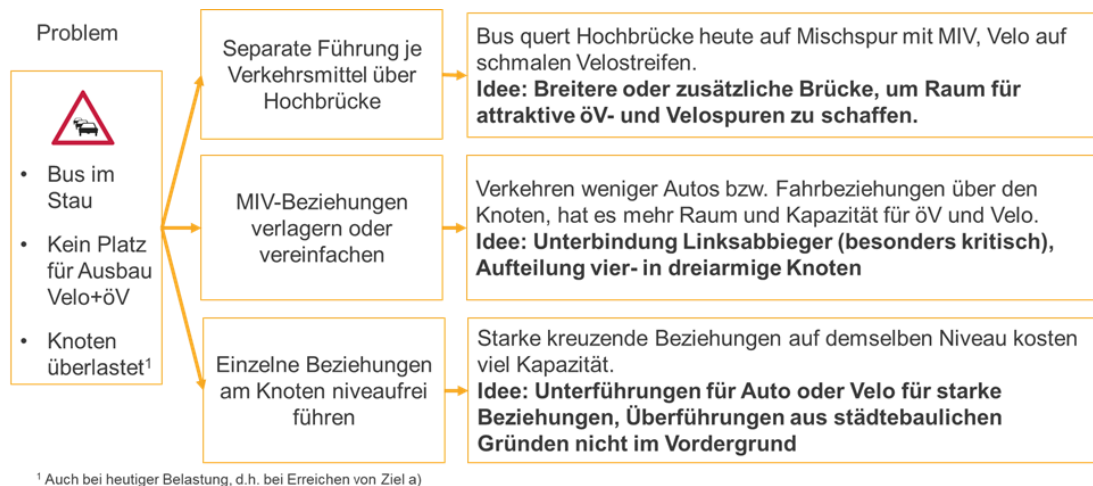 Problem
• Bus im
Stau
• Kein Platz
für Ausbau
Velo+öV
• Knoten
überlastet¹
Separate Führung je
Verkehrsmittel über
Hochbrücke
Bus quert Hochbrücke heute auf Mischspur mit MIV, Velo auf
schmalen Velostreifen.
Idee: Breitere oder zusätzliche Brücke, um Raum für
attraktive öV- und Velospuren zu schaffen.
MIV-Beziehungen
verlagern oder
vereinfachen
Verkehren weniger Autos bzw. Fahrbeziehungen über den
Knoten, hat es mehr Raum und Kapazität für öV und Velo.
Idee: Unterbindung Linksabbieger (besonders kritisch),
Aufteilung vier- in dreiarmige Knoten
Einzelne Beziehungen
am Knoten niveaufrei
führen
Starke kreuzende Beziehungen auf demselben Niveau kosten
viel Kapazität.
Idee: Unterführungen für Auto oder Velo für starke
Beziehungen, Überführungen aus städtebaulichen
Gründen nicht im Vordergrund
¹ Auch bei heutiger Belastung, d.h. bei Erreichen von Ziel a)